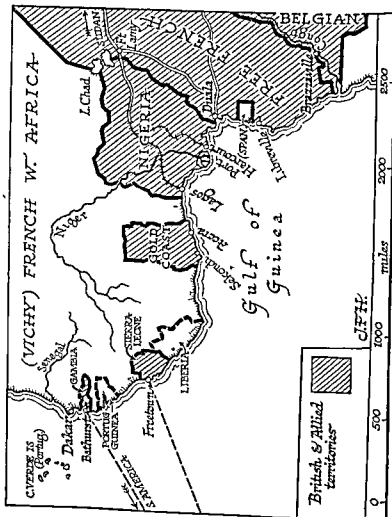 (VICHY) FRENCH W. AFRICA
C.VERDE IS
(Portug)
Dakar
Bathurst
Senegal
GAMBIA
PORTUG
GUINEA
Freetown
SIERRA
LEONE
LIBERIA
Niger
GOLD
COAST
Sekondi
Accra
Lagos
NIGERIA
Port
Harcourt
L.Chad
Ft
Lamy
FRENCH
FREE
Duala
(SPAN)
Libreville
Brazzaville
BELGIAN
Congo
Gulf of
Guinea
S. AMERICA
British & Allied
territories
J.F.H.
0 500 1000 miles 2000 2500